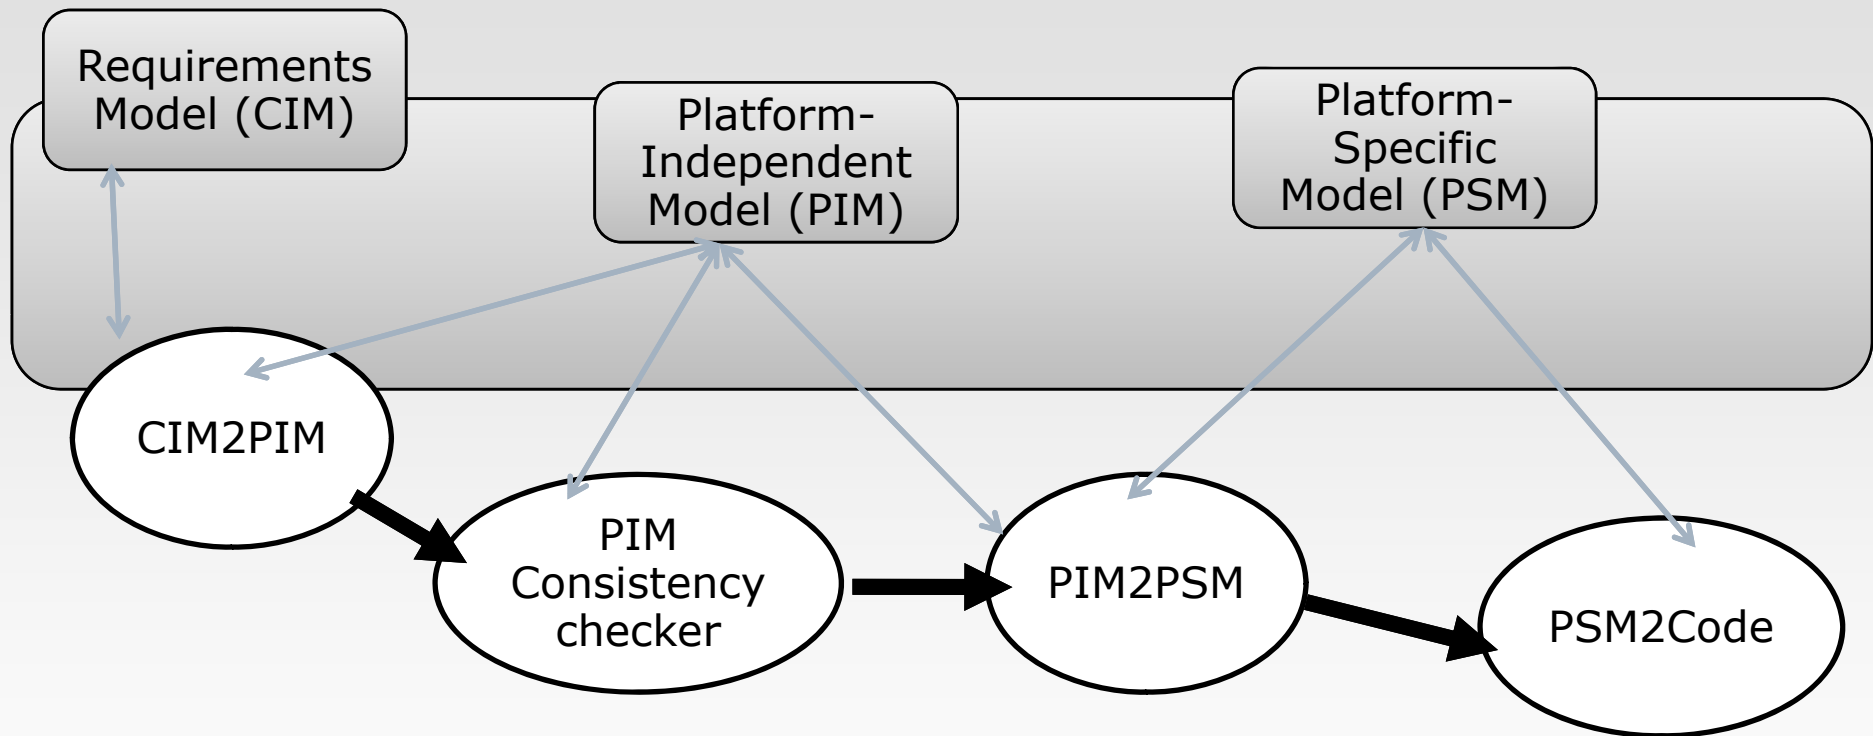 Requirements
Model (CIM)
Platform-
Independent
Model (PIM)
Platform-
Specific
Model (PSM)
CIM2PIM
PIM
Consistency
checker
PIM2PSM
PSM2Code